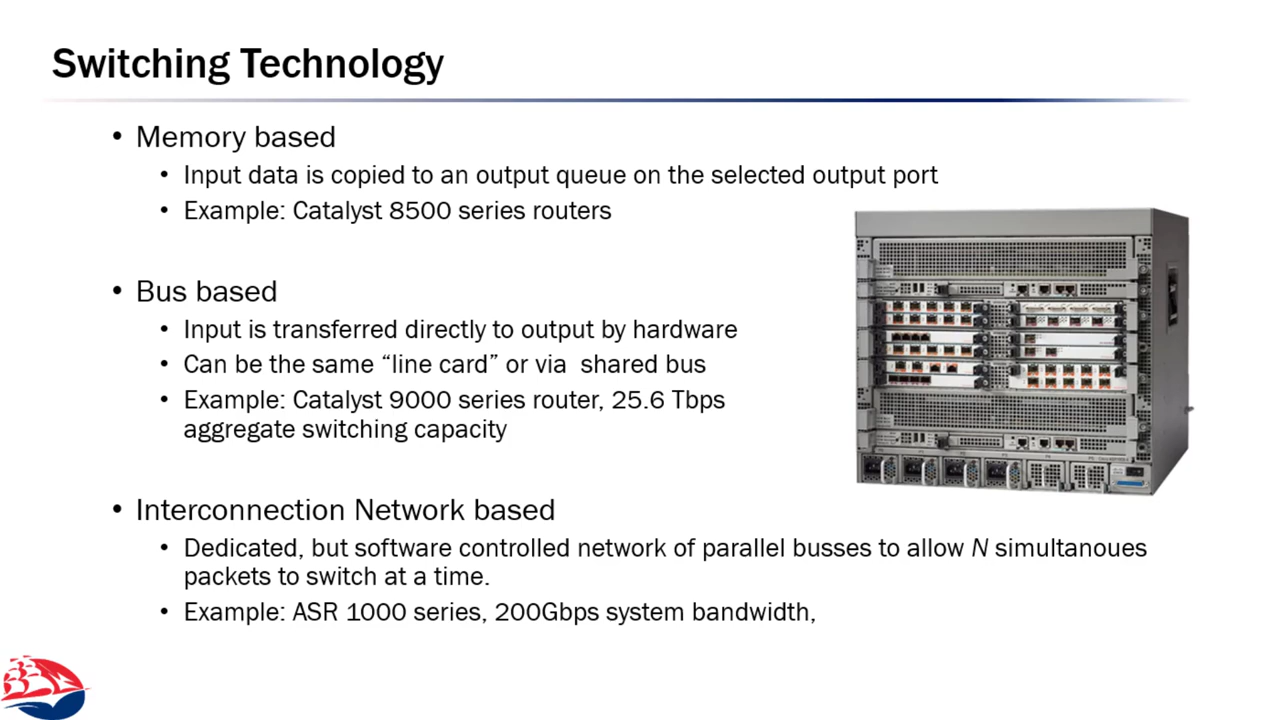 Switching Technology
• Memory based
• Input data is copied to an output queue on the selected output port
• Example: Catalyst 8500 series routers
• Bus based
• Input is transferred directly to output by hardware
• Can be the same “line card” or via  shared bus
• Example: Catalyst 9000 series router, 25.6 Tbps
aggregate switching capacity
• Interconnection Network based
• Dedicated, but software controlled network of parallel busses to allow N simultanoues
packets to switch at a time.
• Example: ASR 1000 series, 200Gbps system bandwidth,